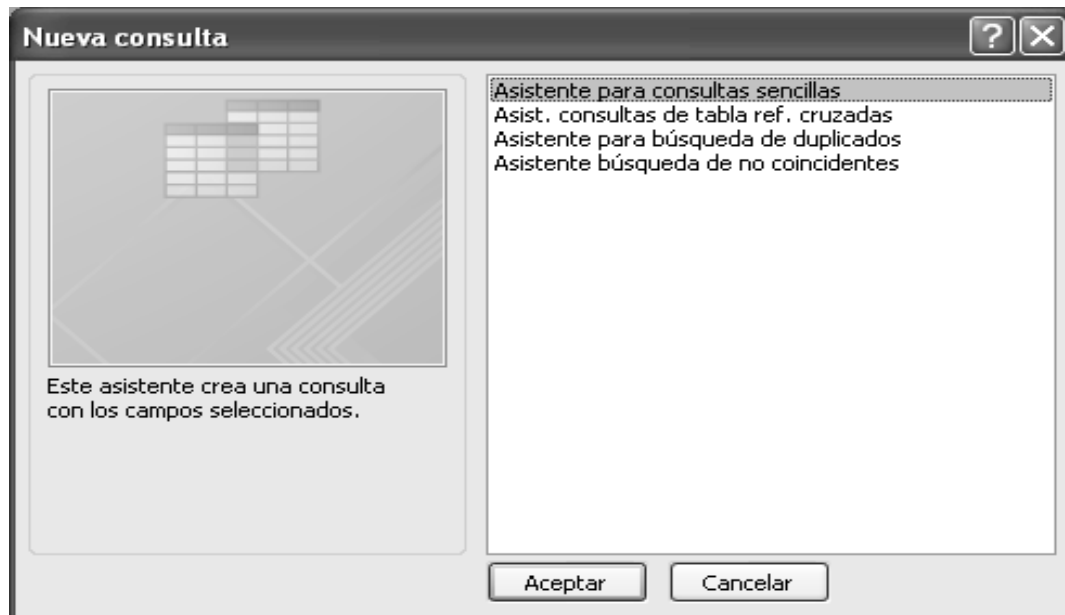 Nueva consulta
Asistente para consultas sencillas
Asist. consultas de tabla ref. cruzadas
Asistente para búsqueda de duplicados
Asistente búsqueda de no coincidentes
Este asistente crea una consulta
con los campos seleccionados.
Aceptar
Cancelar